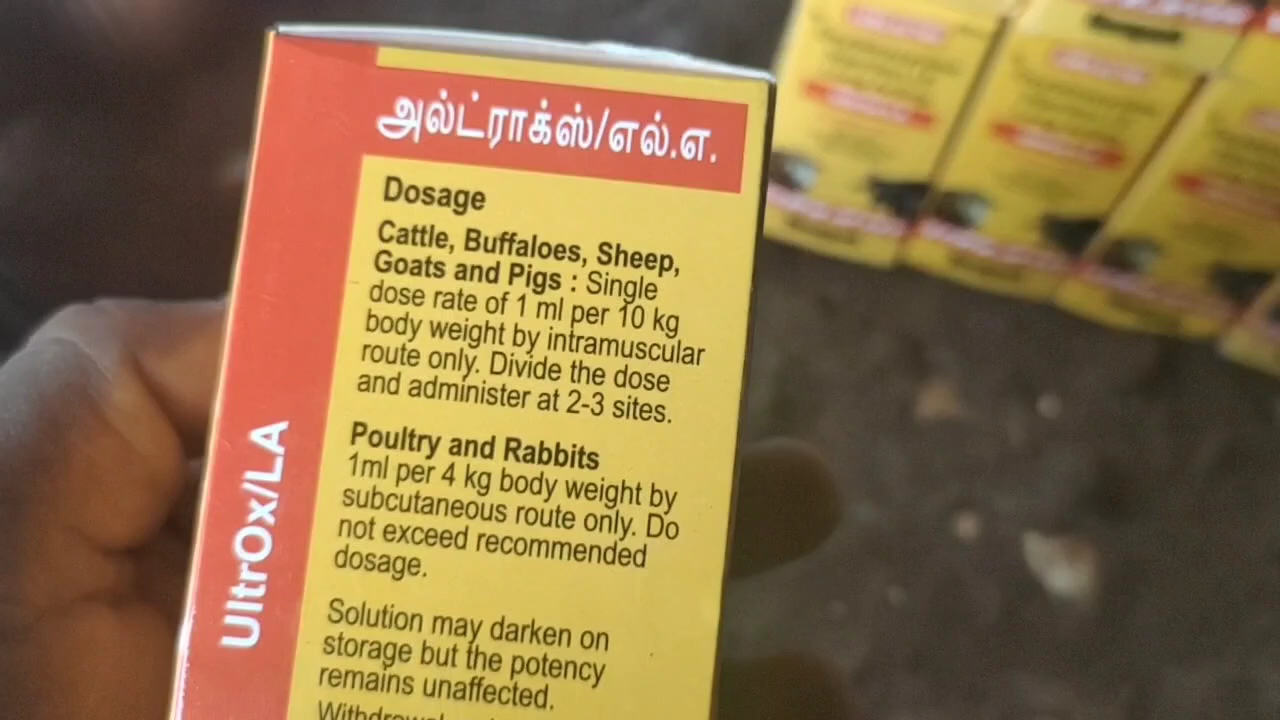 அல்ட்ராக்ஸ்/எல்.எ.
Dosage
Cattle, Buffaloes, Sheep,
Goats and Pigs : Single
dose rate of 1 ml per 10 kg
body weight by intramuscular
route only. Divide the dose
and administer at 2-3 sites.
Poultry and Rabbits
1ml per 4 kg body weight by
subcutaneous route only. Do
not exceed recommended
dosage.
Solution may darken on
storage but the potency
remains unaffected.
UltrOx/LA